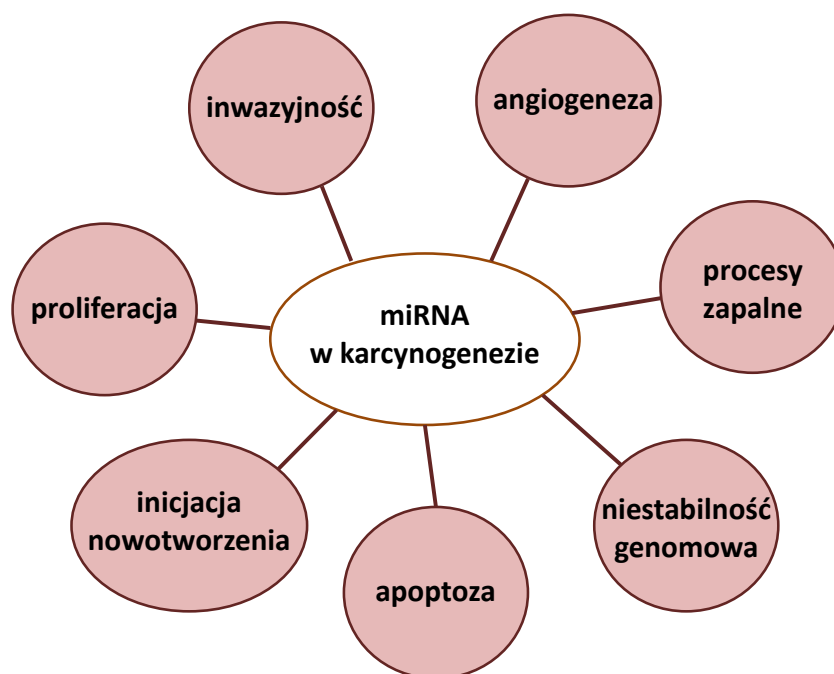 inwazyjność
angiogeneza
procesy
zapalne
proliferacja
miRNA
w karcynogenezie
inicjacja
nowotworzenia
apoptoza
niestabilność
genomowa